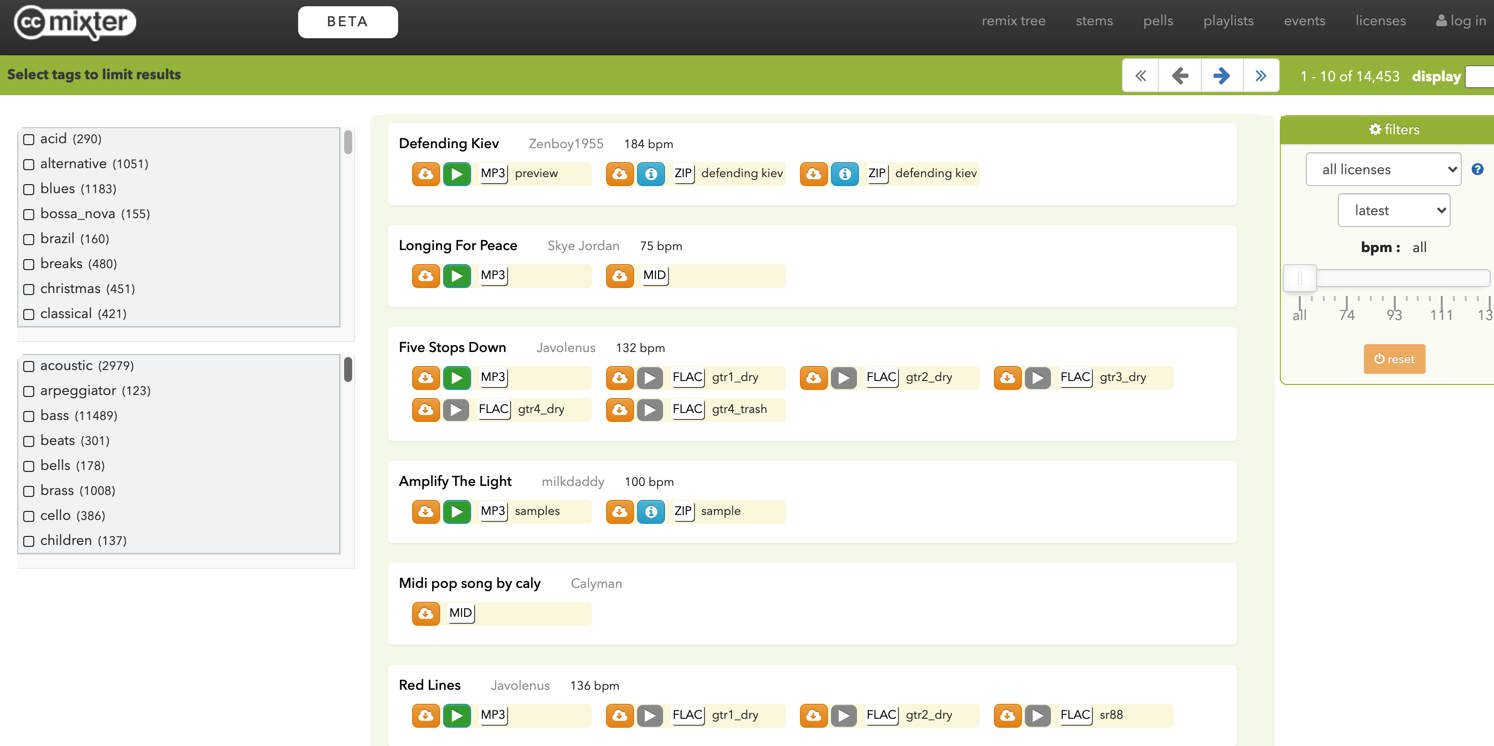 cc mixter
BETA
remix tree stems pells playlists events licenses log in
Select tags to limit results
1 - 10 of 14,453 display
acid (290)
alternative (1051)
blues (1183)
bossa_nova (155)
brazil (160)
breaks (480)
christmas (451)
classical (421)
acoustic (2979)
arpeggiator (123)
bass (11489)
beats (301)
bells (178)
brass (1008)
cello (386)
children (137)
Defending Kiev Zenboy1955 184 bpm
MP3 preview ZIP defending kiev ZIP defending kiev
Longing For Peace Skye Jordan 75 bpm
MP3 MID
Five Stops Down Javolenus 132 bpm
MP3 FLAC gtr1_dry FLAC gtr2_dry FLAC gtr3_dry
FLAC gtr4_dry FLAC gtr4_trash
Amplify The Light milkdaddy 100 bpm
MP3 samples ZIP sample
Midi pop song by caly Calyman
MID
Red Lines Javolenus 136 bpm
MP3 FLAC gtr1_dry FLAC gtr2_dry FLAC sr88
filters
all licenses
latest
bpm : all
all 74 93 111 13
reset